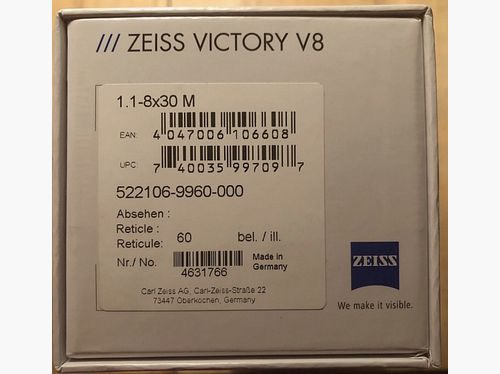 /// ZEISS VICTORY V8
1.1-8x30 M
EAN: 4 047006 106608
UPC: 7 40035 99709 7
522106-9960-000
Absehen :
Reticle :
Reticule: 60 bel. / ill.
Nr./ No. 4631766 Made in Germany
Carl Zeiss AG, Carl-Zeiss-Straße 22
73447 Oberkochen, Germany
ZEISS
We make it visible.